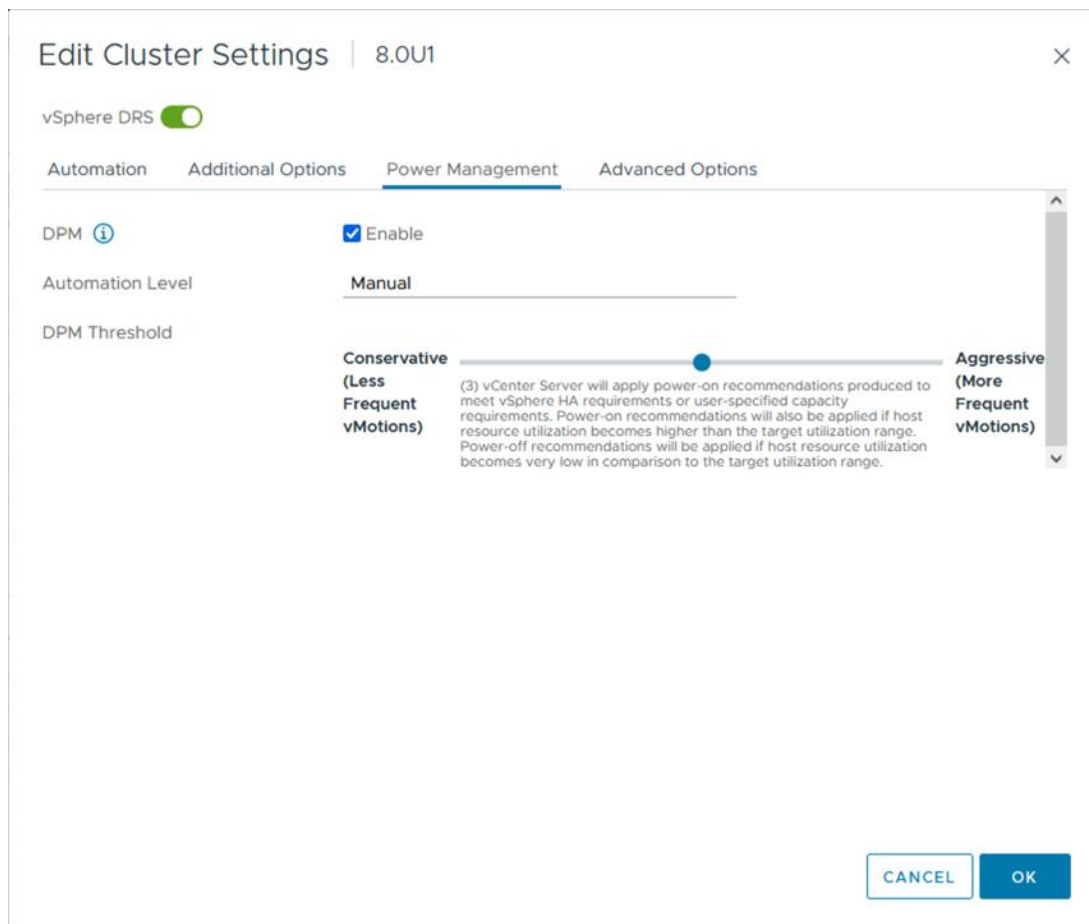 Edit Cluster Settings | 8.0U1
vSphere DRS
Automation Additional Options Power Management Advanced Options
DPM
Enable
Automation Level
Manual
DPM Threshold
Conservative
(Less
Frequent
vMotions)
(3) vCenter Server will apply power-on recommendations produced to
meet vSphere HA requirements or user-specified capacity
requirements. Power-on recommendations will also be applied if host
resource utilization becomes higher than the target utilization range.
Power-off recommendations will be applied if host resource utilization
becomes very low in comparison to the target utilization range.
Aggressive
(More
Frequent
vMotions)
CANCEL
OK